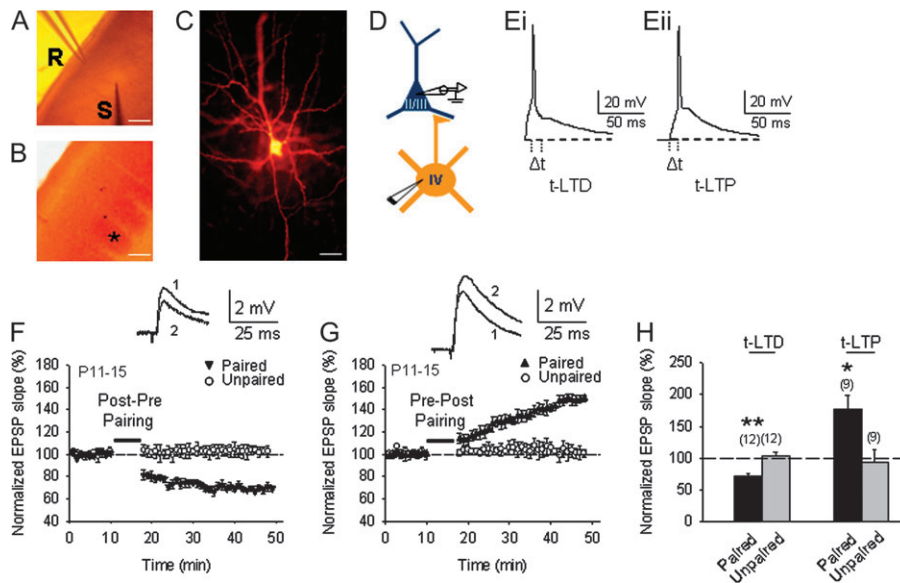 A
R
S
B
*
C
D
II/III
IV
Ei
20 mV
50 ms
Δt
t-LTD
Eii
20 mV
50 ms
Δt
t-LTP
1
2
2 mV
25 ms
F
P11-15
Paired
Unpaired
Post-Pre
Pairing
Normalized EPSP slope (%)
180
160
140
120
100
80
60
40
0 10 20 30 40 50
Time (min)
2
1
2 mV
25 ms
G
P11-15
Paired
Unpaired
Pre-Post
Pairing
Normalized EPSP slope (%)
180
160
140
120
100
80
60
40
0 10 20 30 40 50
Time (min)
H
t-LTD t-LTP
Normalized EPSP slope (%)
250
200
150
100
50
0
**
(12)(12)
*
(9)
(9)
Paired
Unpaired
Paired
Unpaired